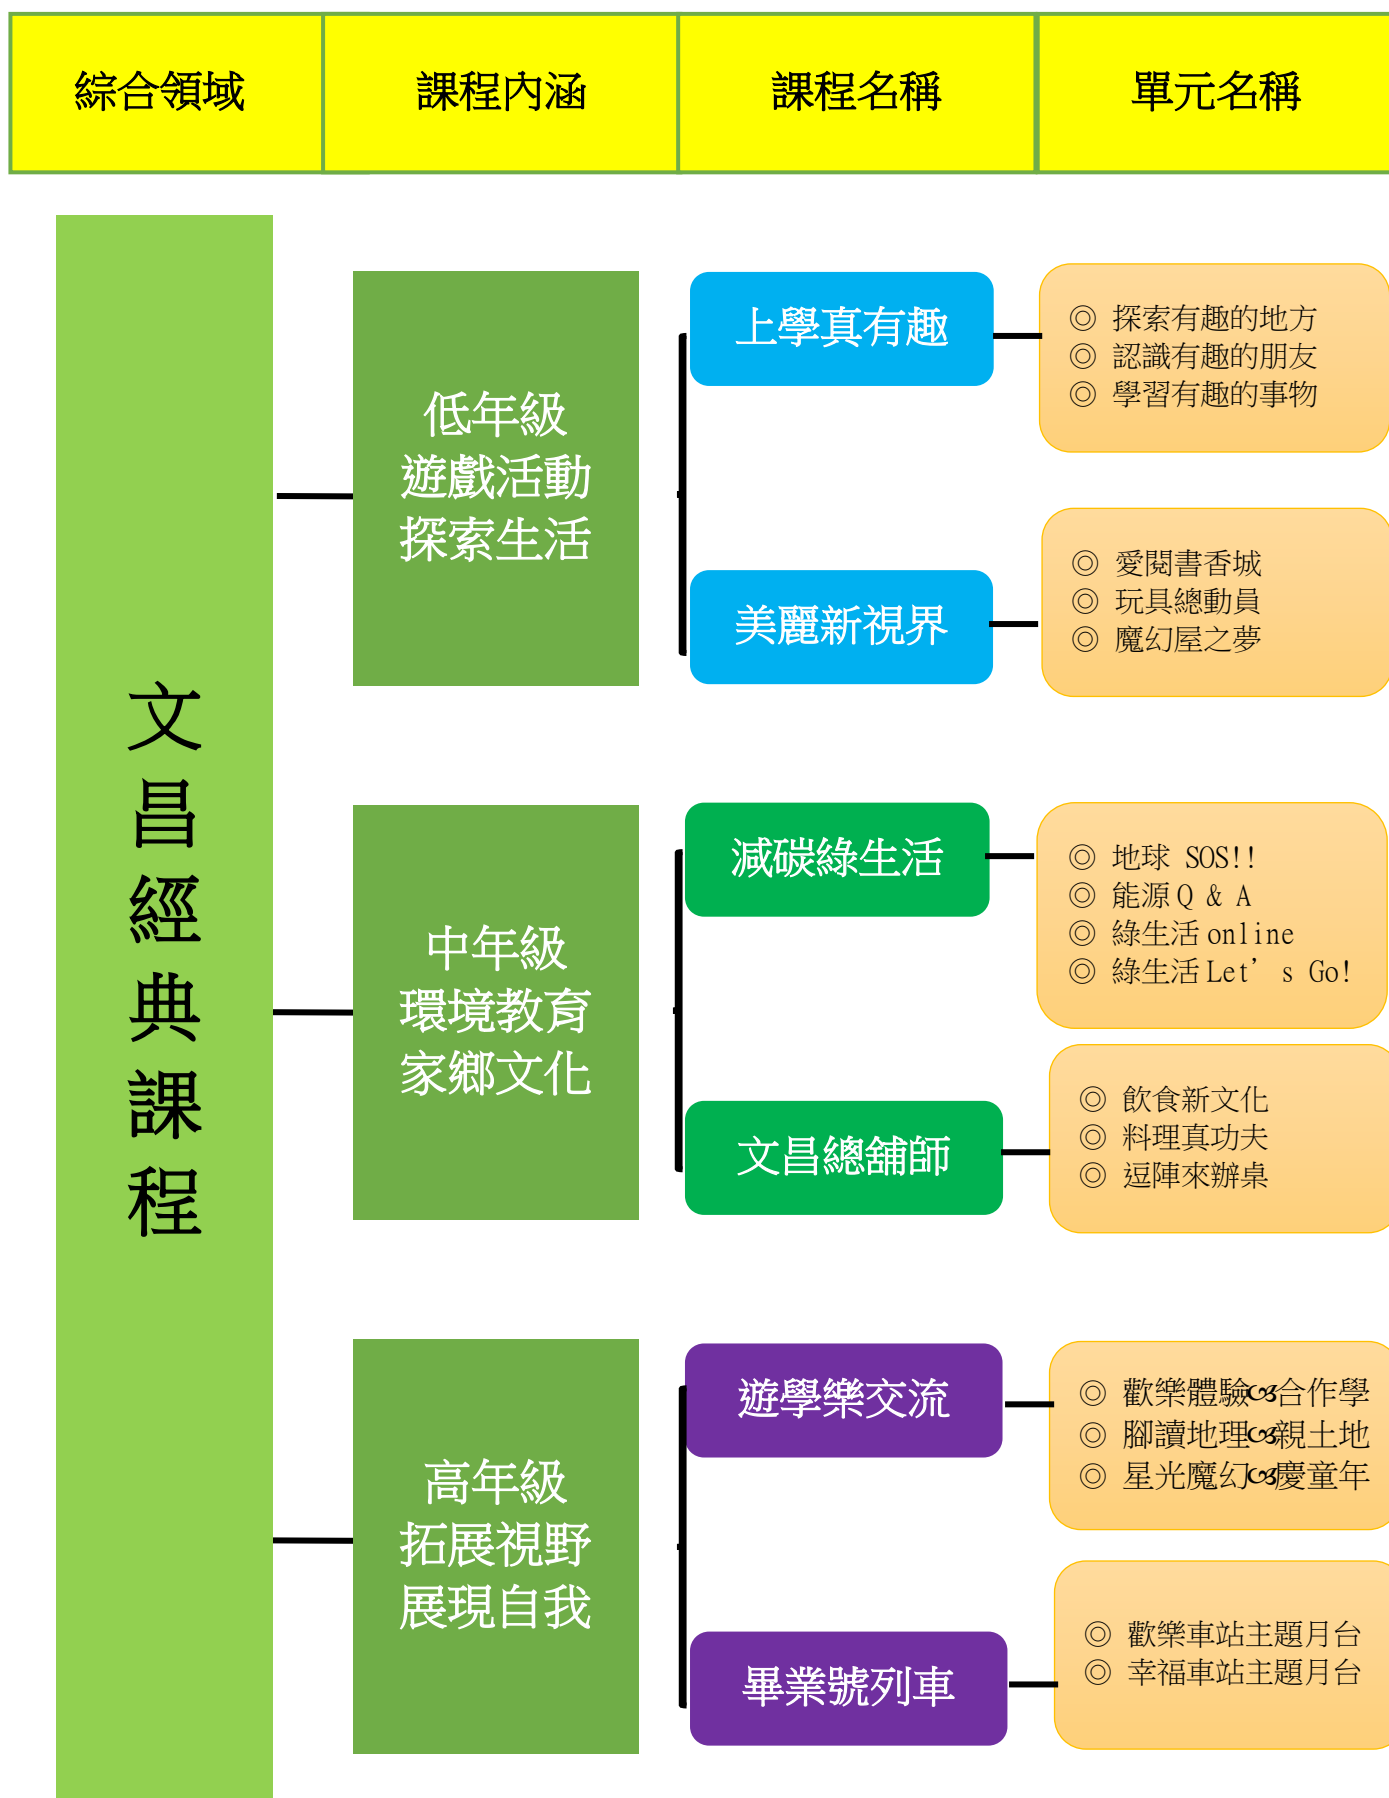 綜合領域
課程內涵
課程名稱
單元名稱
文昌經典課程
低年級
遊戲活動
探索生活
上學真有趣
◎ 探索有趣的地方
◎ 認識有趣的朋友
◎ 學習有趣的事物
美麗新視界
◎ 愛閱書香城
◎ 玩具總動員
◎ 魔幻屋之夢
中年級
環境教育
家鄉文化
減碳綠生活
◎ 地球 SOS!!
◎ 能源 Q & A
◎ 綠生活 online
◎ 綠生活 Let’s Go!
文昌總舖師
◎ 飲食新文化
◎ 料理真功夫
◎ 逗陣來辦桌
高年級
拓展視野
展現自我
遊學樂交流
◎ 歡樂體驗ଓ合作學
◎ 腳讀地理ଓ親土地
◎ 星光魔幻ଓ慶童年
畢業號列車
◎ 歡樂車站主題月台
◎ 幸福車站主題月台